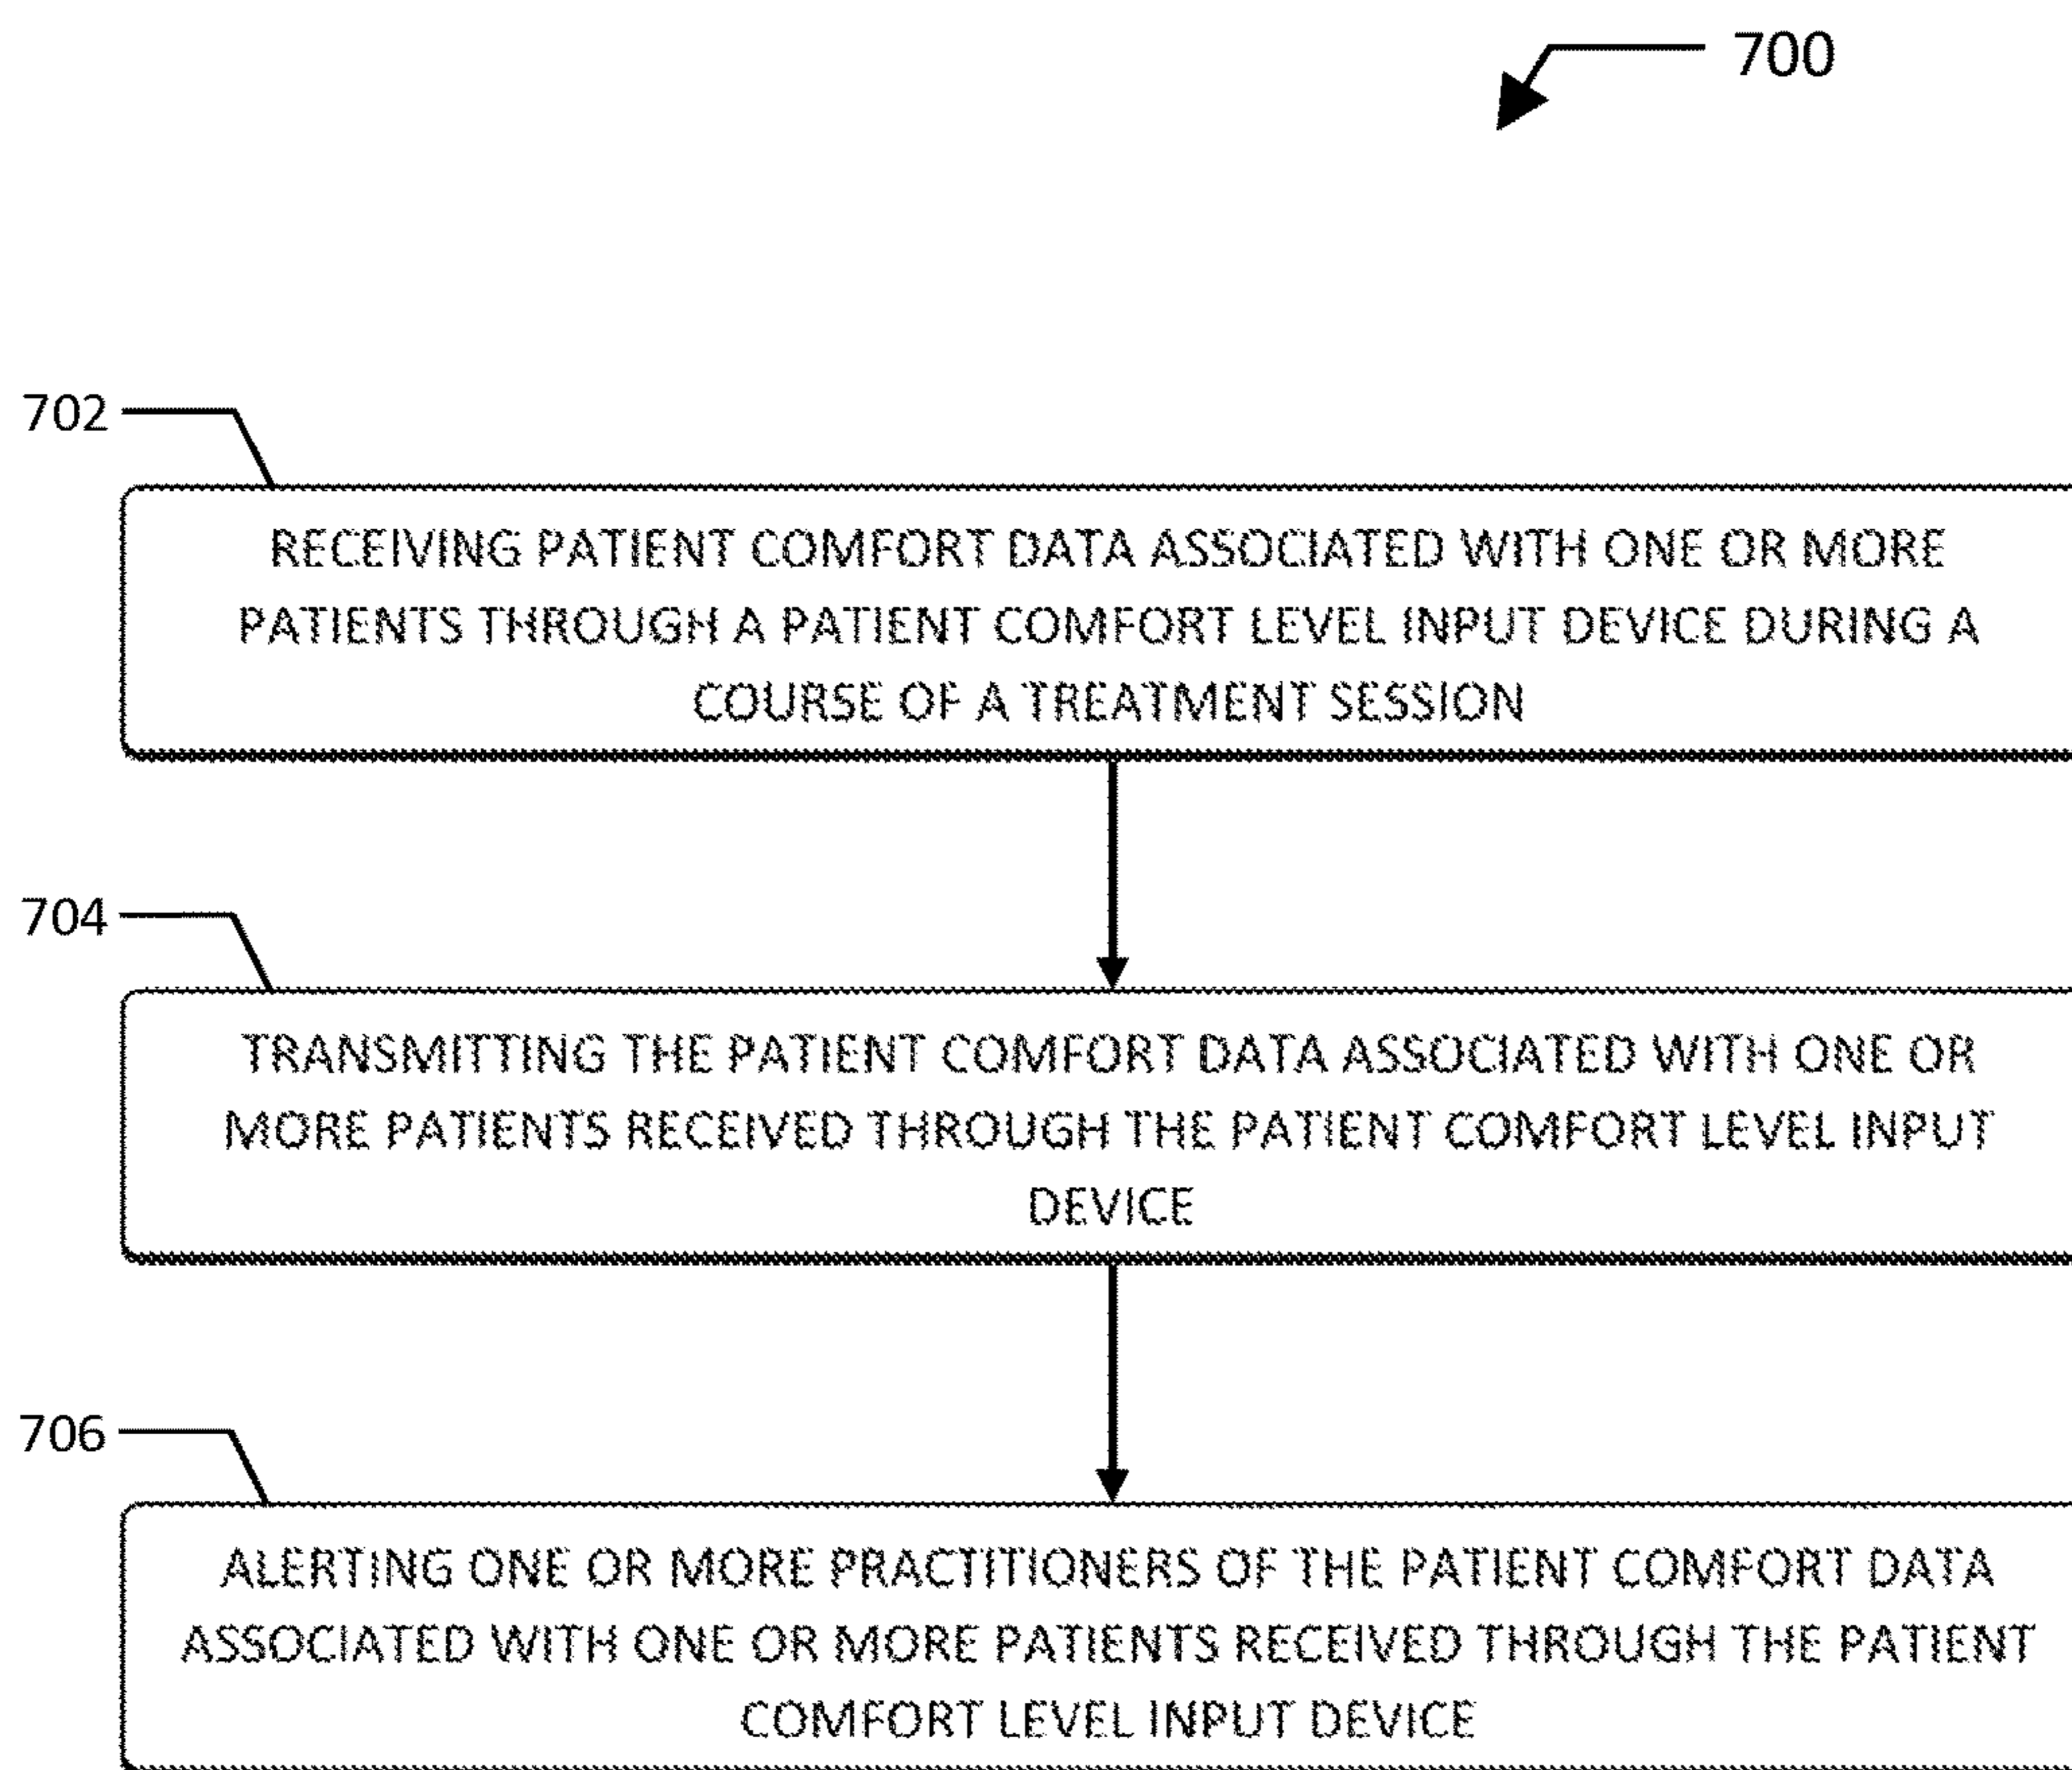 700
702
RECEIVING PATIENT COMFORT DATA ASSOCIATED WITH ONE OR MORE
PATIENTS THROUGH A PATIENT COMFORT LEVEL INPUT DEVICE DURING A
COURSE OF A TREATMENT SESSION
704
TRANSMITTING THE PATIENT COMFORT DATA ASSOCIATED WITH ONE OR
MORE PATIENTS RECEIVED THROUGH THE PATIENT COMFORT LEVEL INPUT
DEVICE
706
ALERTING ONE OR MORE PRACTITIONERS OF THE PATIENT COMFORT DATA
ASSOCIATED WITH ONE OR MORE PATIENTS RECEIVED THROUGH THE PATIENT
COMFORT LEVEL INPUT DEVICE